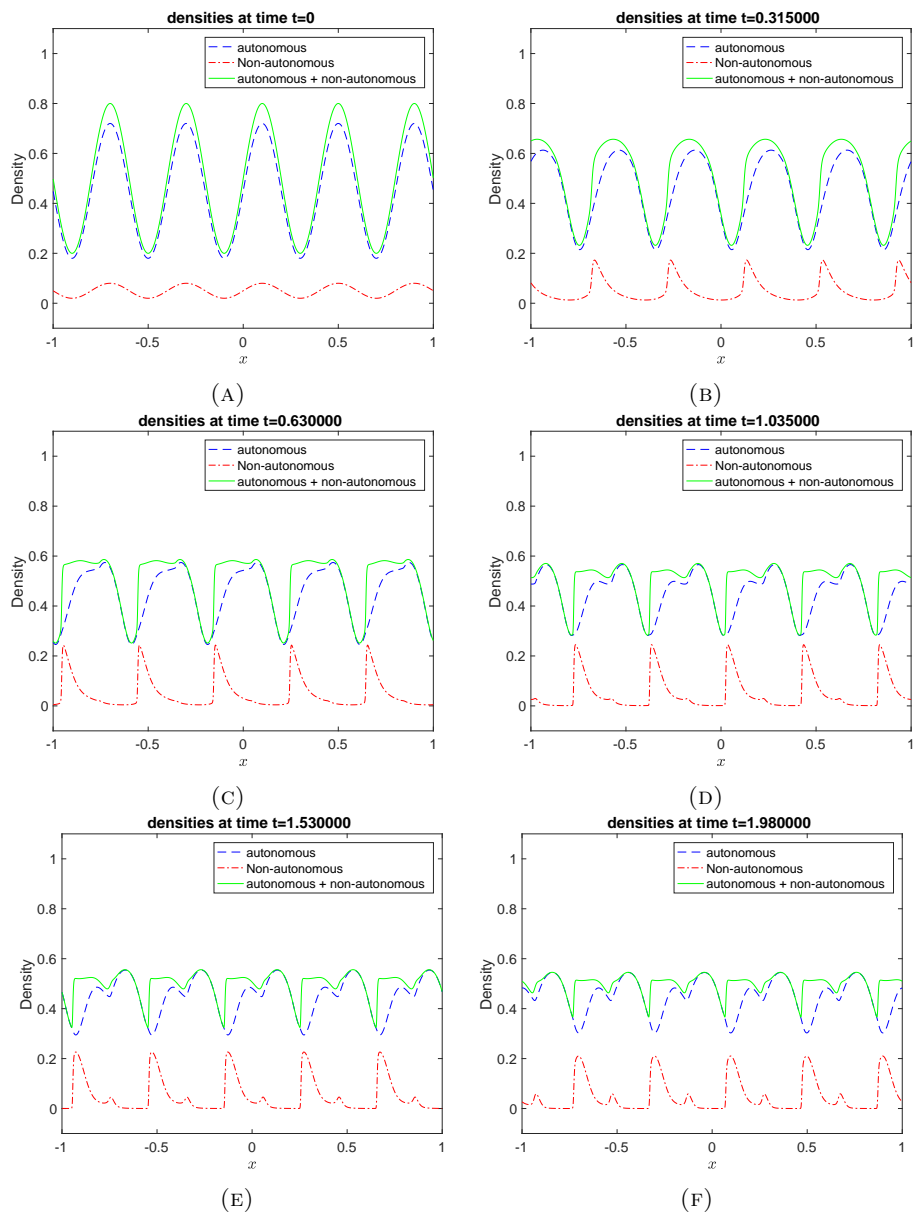 densities at time t=0
autonomous
Non-autonomous
autonomous + non-autonomous
1
0.8
0.6
0.4
0.2
0
Density
-1 -0.5 0 0.5 1
x
(A)
densities at time t=0.315000
autonomous
Non-autonomous
autonomous + non-autonomous
1
0.8
0.6
0.4
0.2
0
Density
-1 -0.5 0 0.5 1
x
(B)
densities at time t=0.630000
autonomous
Non-autonomous
autonomous + non-autonomous
1
0.8
0.6
0.4
0.2
0
Density
-1 -0.5 0 0.5 1
x
(C)
densities at time t=1.035000
autonomous
Non-autonomous
autonomous + non-autonomous
1
0.8
0.6
0.4
0.2
0
Density
-1 -0.5 0 0.5 1
x
(D)
densities at time t=1.530000
autonomous
Non-autonomous
autonomous + non-autonomous
1
0.8
0.6
0.4
0.2
0
Density
-1 -0.5 0 0.5 1
x
(E)
densities at time t=1.980000
autonomous
Non-autonomous
autonomous + non-autonomous
1
0.8
0.6
0.4
0.2
0
Density
-1 -0.5 0 0.5 1
x
(F)